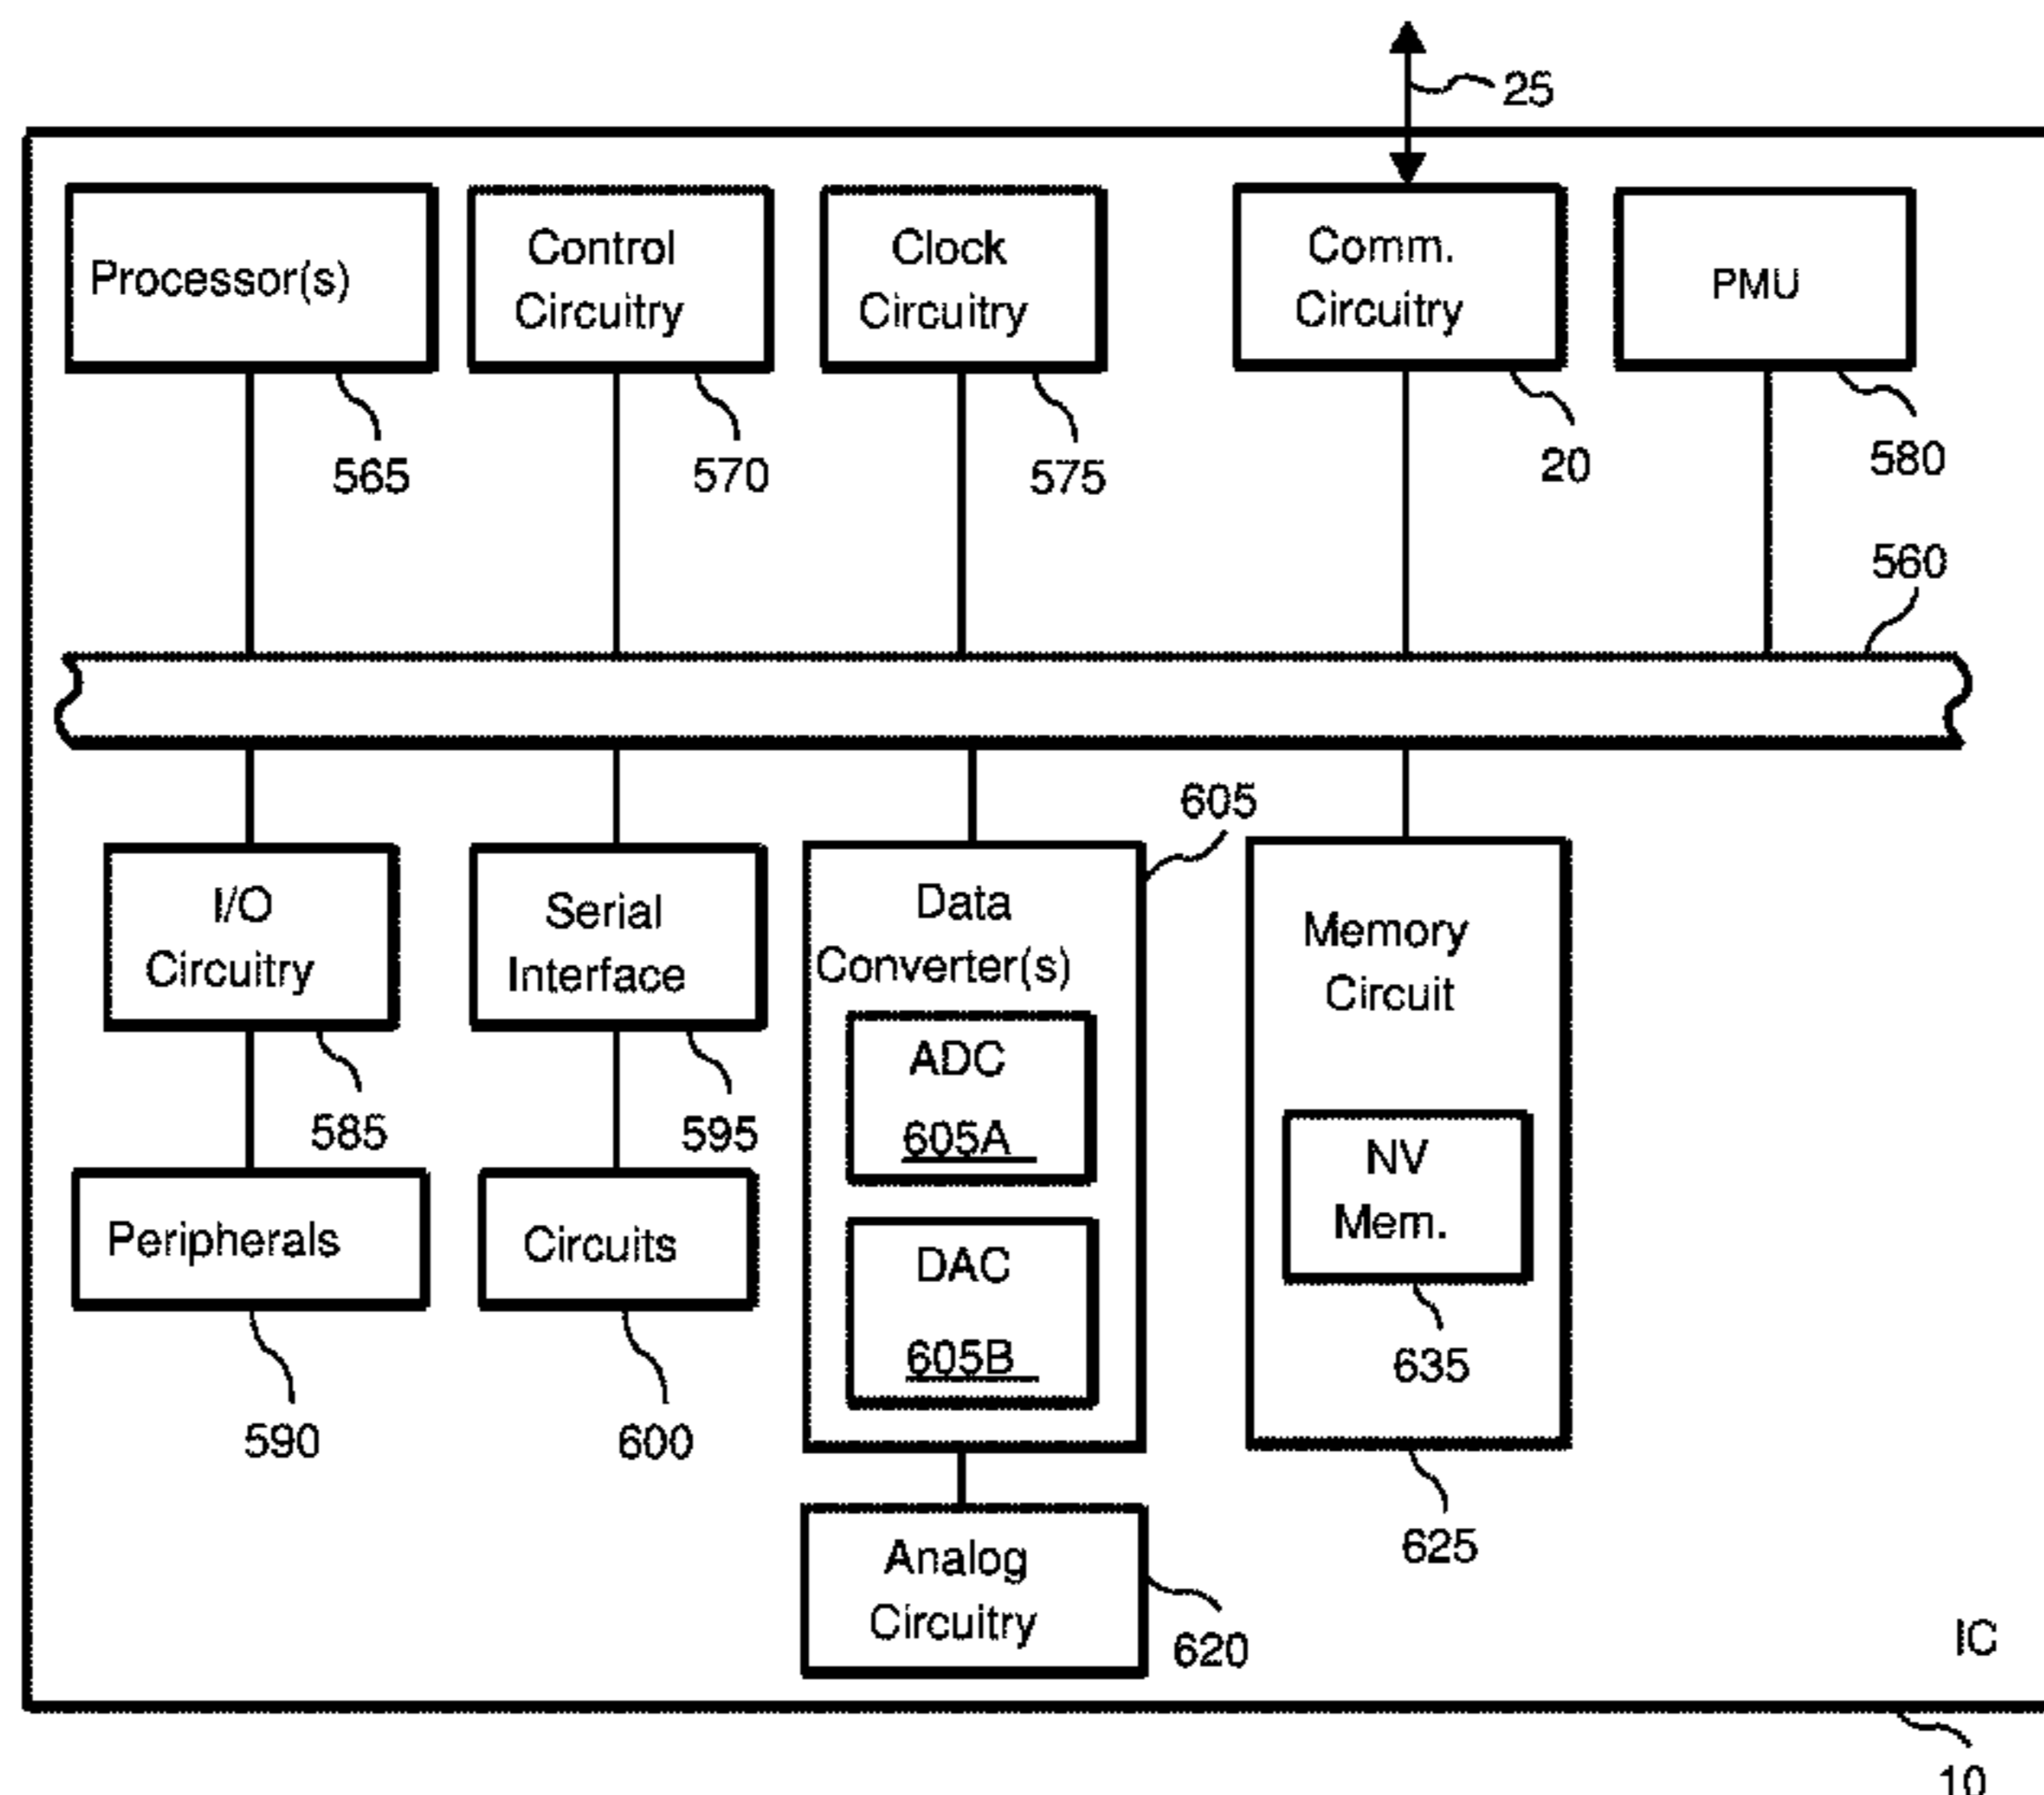 25
Processor(s)
Control
Circuitry
Clock
Circuitry
Comm.
Circuitry
PMU
565
570
575
20
580
560
605
I/O
Circuitry
Serial
Interface
Data
Converter(s)
Memory
Circuit
ADC
605A
585
595
NV
Mem.
Peripherals
Circuits
DAC
605B
635
590
600
625
Analog
Circuitry
620
IC
10